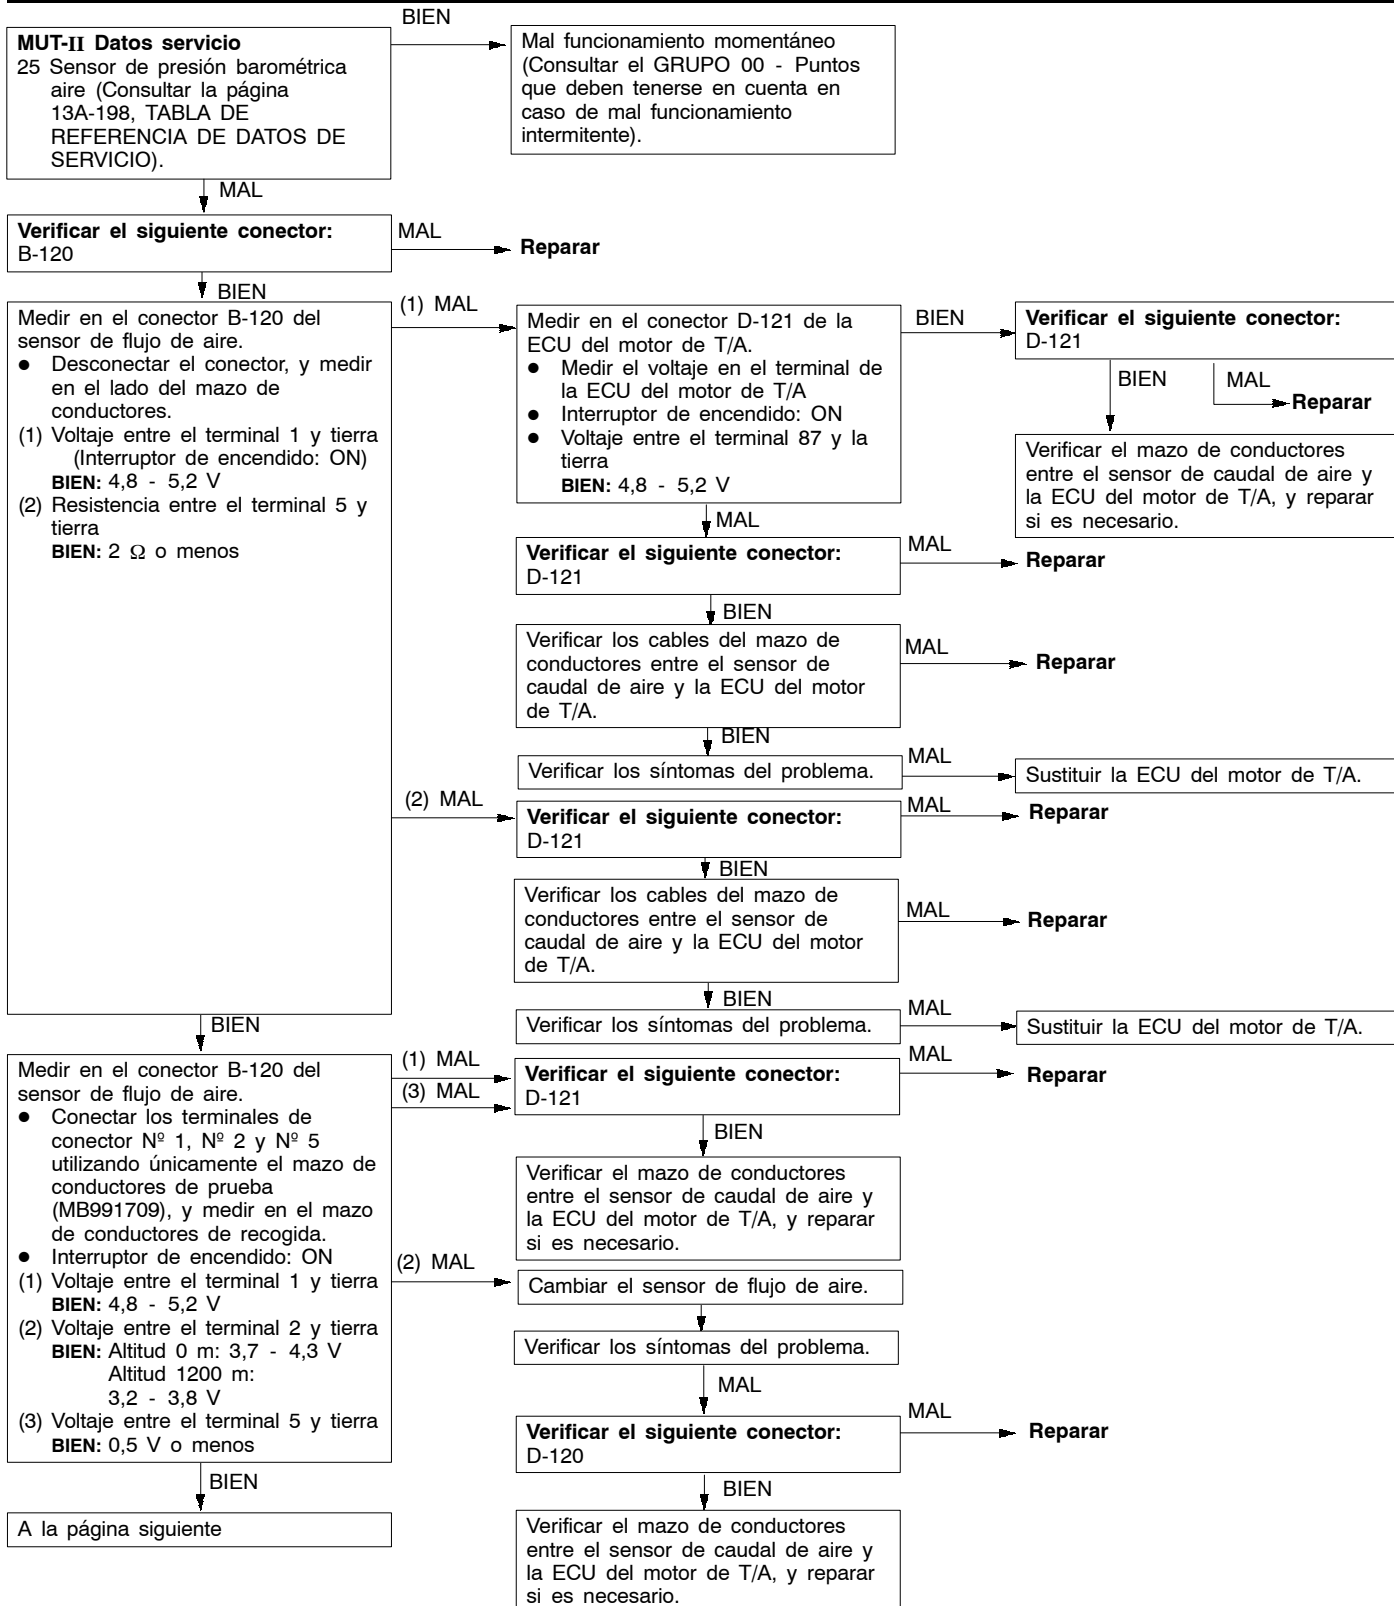 BIEN
MUT-II Datos servicio
25 Sensor de presión barométrica
aire (Consultar la página
13A-198, TABLA DE
REFERENCIA DE DATOS DE
SERVICIO).
Mal funcionamiento momentáneo
(Consultar el GRUPO 00 - Puntos
que deben tenerse en cuenta en
caso de mal funcionamiento
intermitente).
MAL
Verificar el siguiente conector:
B-120
MAL
Reparar
BIEN
Medir en el conector B-120 del
sensor de flujo de aire.
● Desconectar el conector, y medir
en el lado del mazo de
conductores.
(1) Voltaje entre el terminal 1 y tierra
(Interruptor de encendido: ON)
BIEN: 4,8 - 5,2 V
(2) Resistencia entre el terminal 5 y
tierra
BIEN: 2 Ω o menos
(1) MAL
Medir en el conector D-121 de la
ECU del motor de T/A.
● Medir el voltaje en el terminal de
la ECU del motor de T/A
● Interruptor de encendido: ON
● Voltaje entre el terminal 87 y la
tierra
BIEN: 4,8 - 5,2 V
BIEN
Verificar el siguiente conector:
D-121
BIEN
MAL
Reparar
Verificar el mazo de conductores
entre el sensor de caudal de aire y
la ECU del motor de T/A, y reparar
si es necesario.
MAL
Verificar el siguiente conector:
D-121
MAL
Reparar
BIEN
Verificar los cables del mazo de
conductores entre el sensor de
caudal de aire y la ECU del motor
de T/A.
MAL
Reparar
BIEN
Verificar los síntomas del problema.
MAL
Sustituir la ECU del motor de T/A.
(2) MAL
Verificar el siguiente conector:
D-121
MAL
Reparar
BIEN
Verificar los cables del mazo de
conductores entre el sensor de
caudal de aire y la ECU del motor
de T/A.
MAL
Reparar
BIEN
Verificar los síntomas del problema.
MAL
Sustituir la ECU del motor de T/A.
BIEN
Medir en el conector B-120 del
sensor de flujo de aire.
● Conectar los terminales de
conector Nº 1, Nº 2 y Nº 5
utilizando únicamente el mazo de
conductores de prueba
(MB991709), y medir en el mazo
de conductores de recogida.
● Interruptor de encendido: ON
(1) Voltaje entre el terminal 1 y tierra
BIEN: 4,8 - 5,2 V
(2) Voltaje entre el terminal 2 y tierra
BIEN: Altitud 0 m: 3,7 - 4,3 V
Altitud 1200 m:
3,2 - 3,8 V
(3) Voltaje entre el terminal 5 y tierra
BIEN: 0,5 V o menos
(1) MAL
(3) MAL
Verificar el siguiente conector:
D-121
MAL
Reparar
BIEN
Verificar el mazo de conductores
entre el sensor de caudal de aire y
la ECU del motor de T/A, y reparar
si es necesario.
(2) MAL
Cambiar el sensor de flujo de aire.
Verificar los síntomas del problema.
MAL
Verificar el siguiente conector:
D-120
MAL
Reparar
BIEN
Verificar el mazo de conductores
entre el sensor de caudal de aire y
la ECU del motor de T/A, y reparar
si es necesario.
BIEN
A la página siguiente